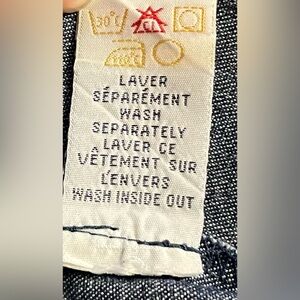 30°C CL
LAVER
SÉPARÉMENT
WASH
SEPARATELY
LAVER CE
VÊTEMENT SUR
L'ENVERS
WASH INSIDE OUT